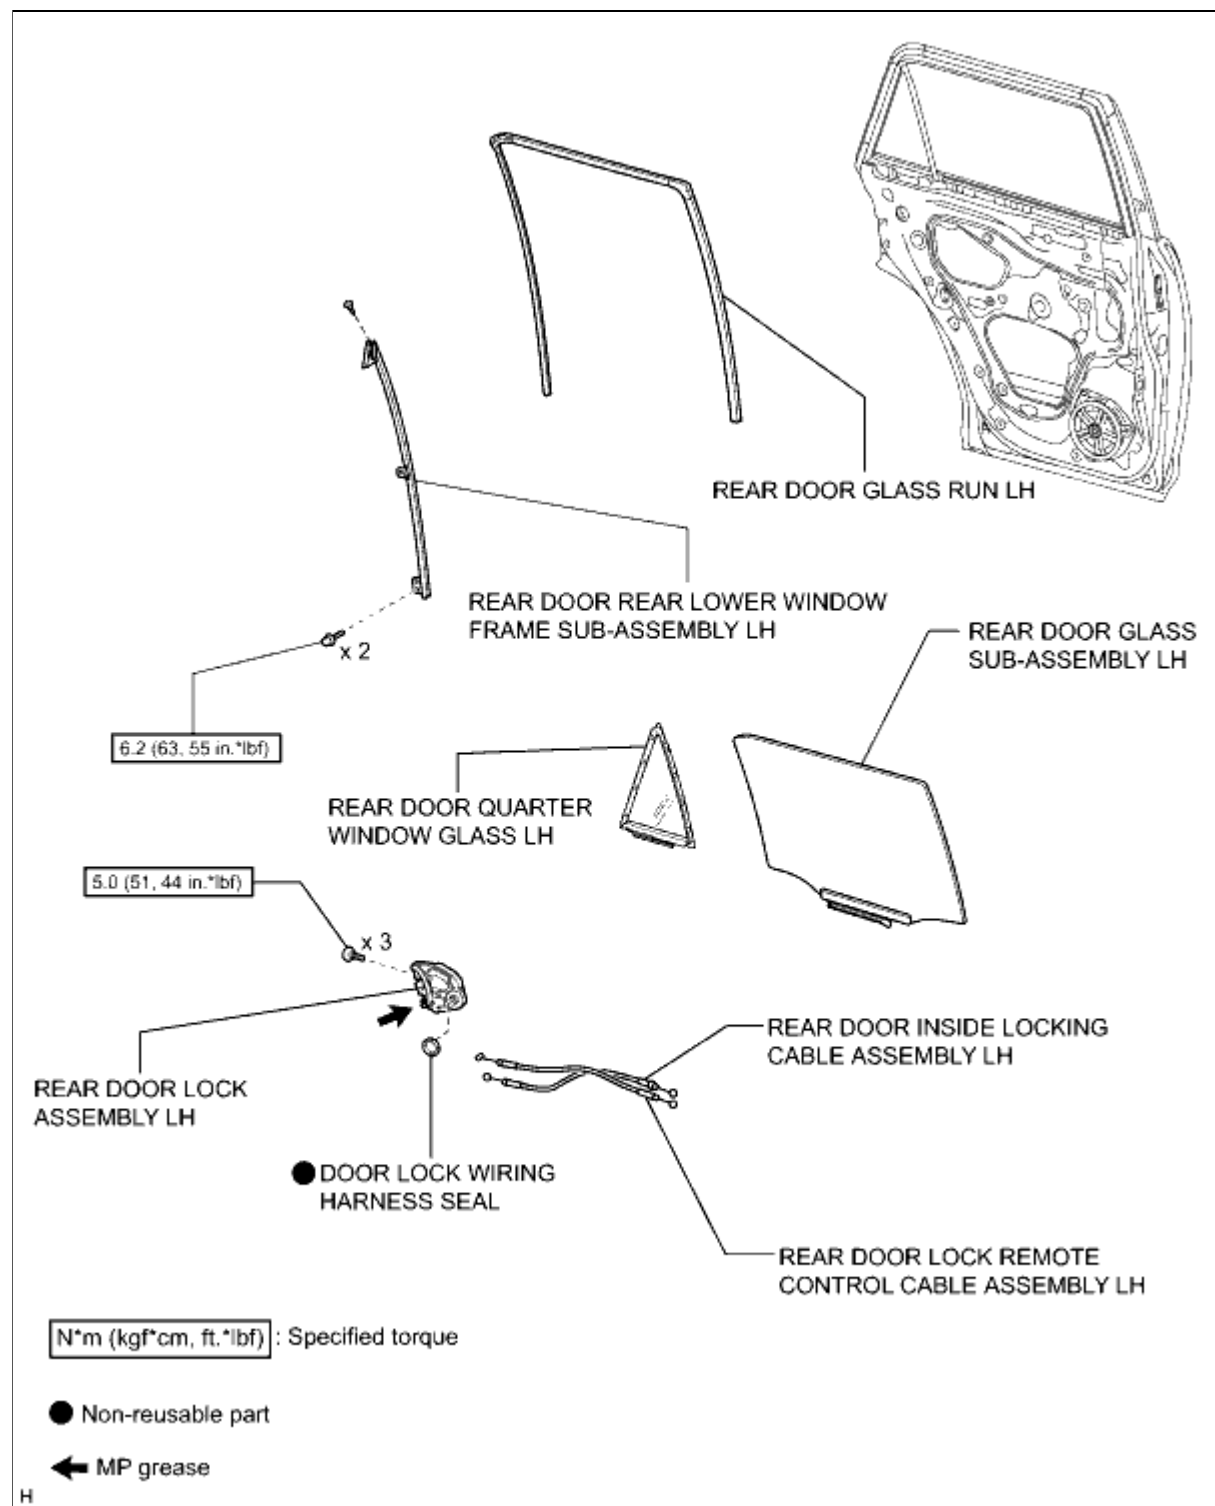 REAR DOOR GLASS RUN LH
REAR DOOR REAR LOWER WINDOW
FRAME SUB-ASSEMBLY LH
x 2
REAR DOOR GLASS
SUB-ASSEMBLY LH
6.2 (63, 55 in.*lbf)
REAR DOOR QUARTER
WINDOW GLASS LH
5.0 (51, 44 in.*lbf)
x 3
REAR DOOR INSIDE LOCKING
CABLE ASSEMBLY LH
REAR DOOR LOCK
ASSEMBLY LH
DOOR LOCK WIRING
HARNESS SEAL
REAR DOOR LOCK REMOTE
CONTROL CABLE ASSEMBLY LH
N*m (kgf*cm, ft.*lbf) : Specified torque
Non-reusable part
MP grease
H